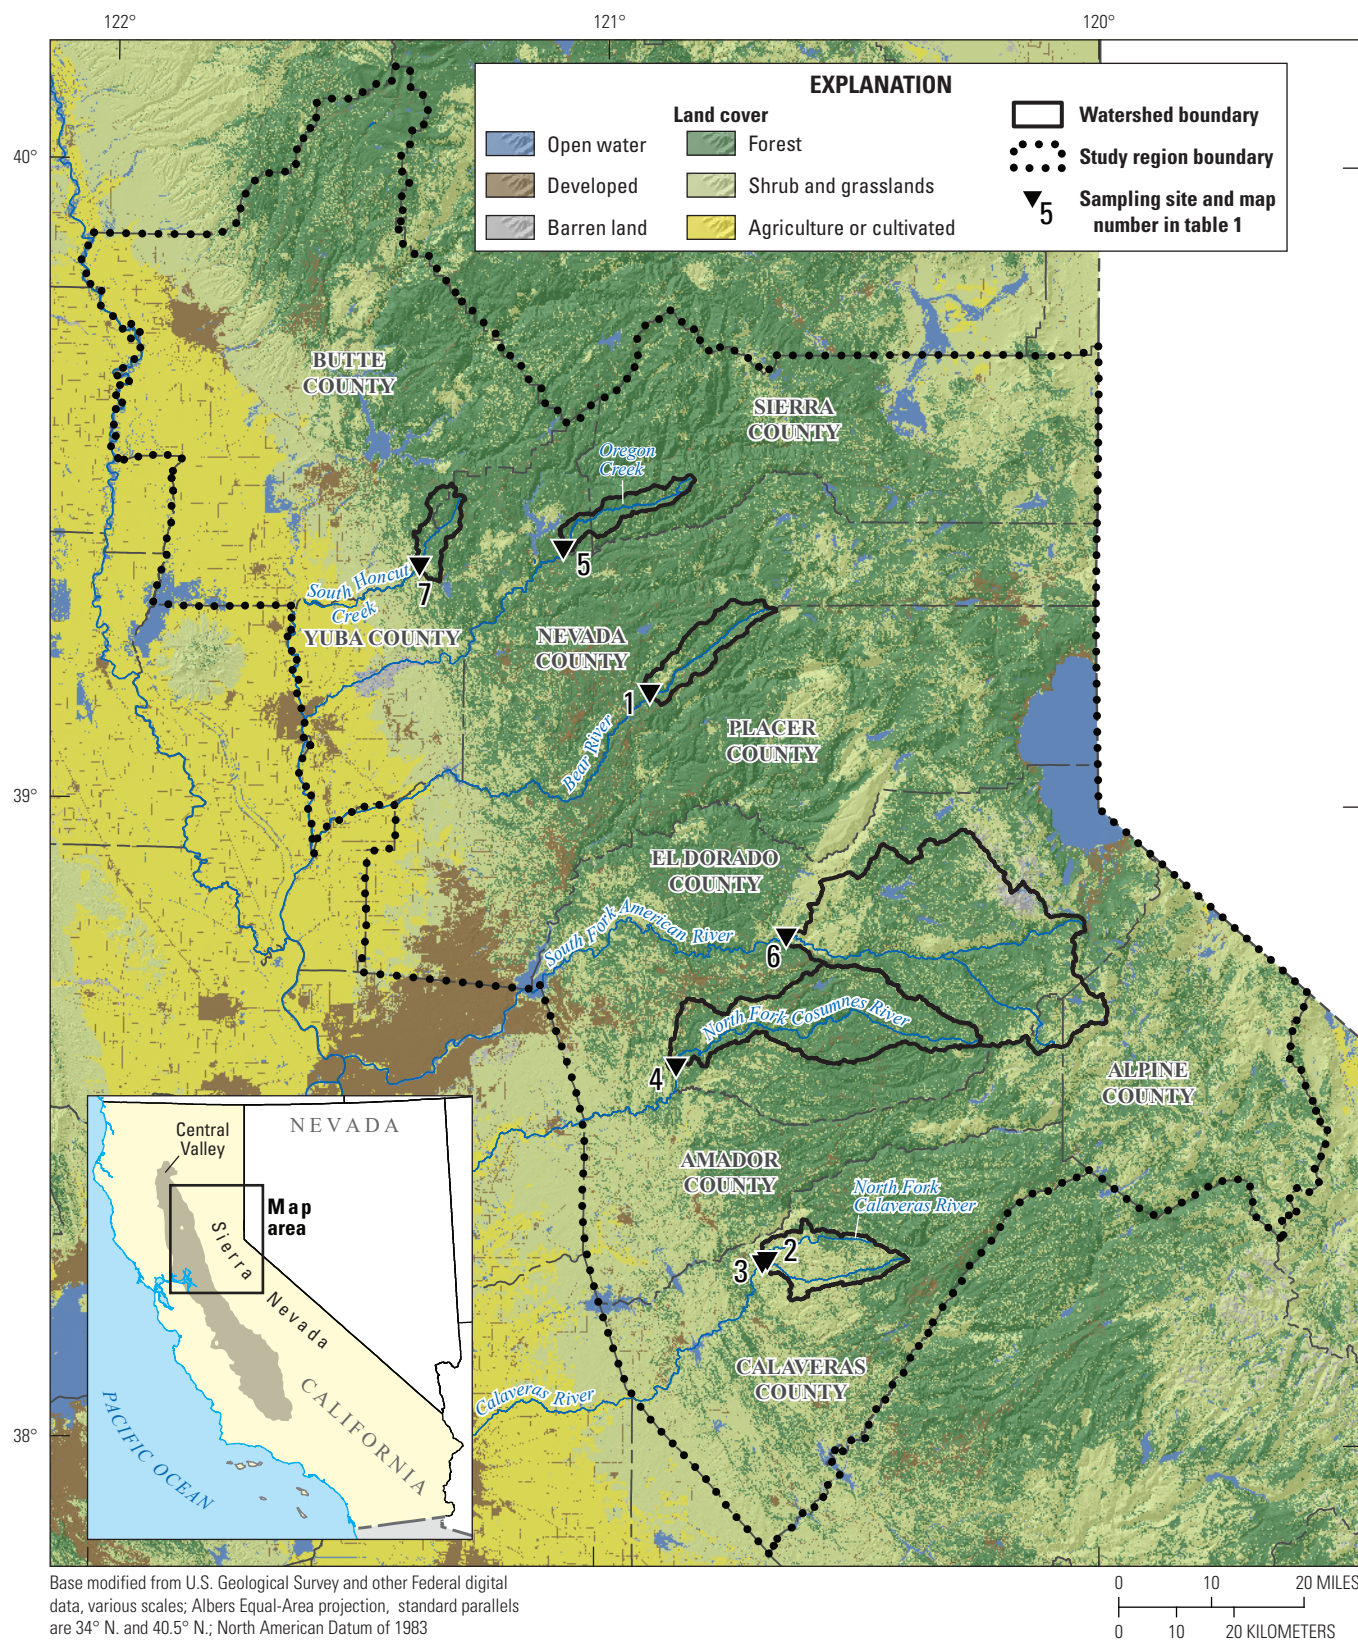 122°
121°
120°
EXPLANATION
Land cover
Open water
Developed
Barren land
Forest
Shrub and grasslands
Agriculture or cultivated
Watershed boundary
Study region boundary
5
Sampling site and map
number in table 1
40°
39°
38°
BUTTE
COUNTY
SIERRA
COUNTY
Oregon
Creek
5
7
South Honcut
Creek
YUBA COUNTY
NEVADA
COUNTY
1
Bear River
PLACER
COUNTY
EL DORADO
COUNTY
South Fork American River
6
North Fork Cosumnes River
4
ALPINE
COUNTY
AMADOR
COUNTY
North Fork
Calaveras River
2
3
CALAVERAS
COUNTY
Calaveras River
NEVADA
Central
Valley
Map
area
Sierra Nevada
CALIFORNIA
PACIFIC OCEAN
Base modified from U.S. Geological Survey and other Federal digital
data, various scales; Albers Equal-Area projection, standard parallels
are 34° N. and 40.5° N.; North American Datum of 1983
0 10 20 MILES
0 10 20 KILOMETERS